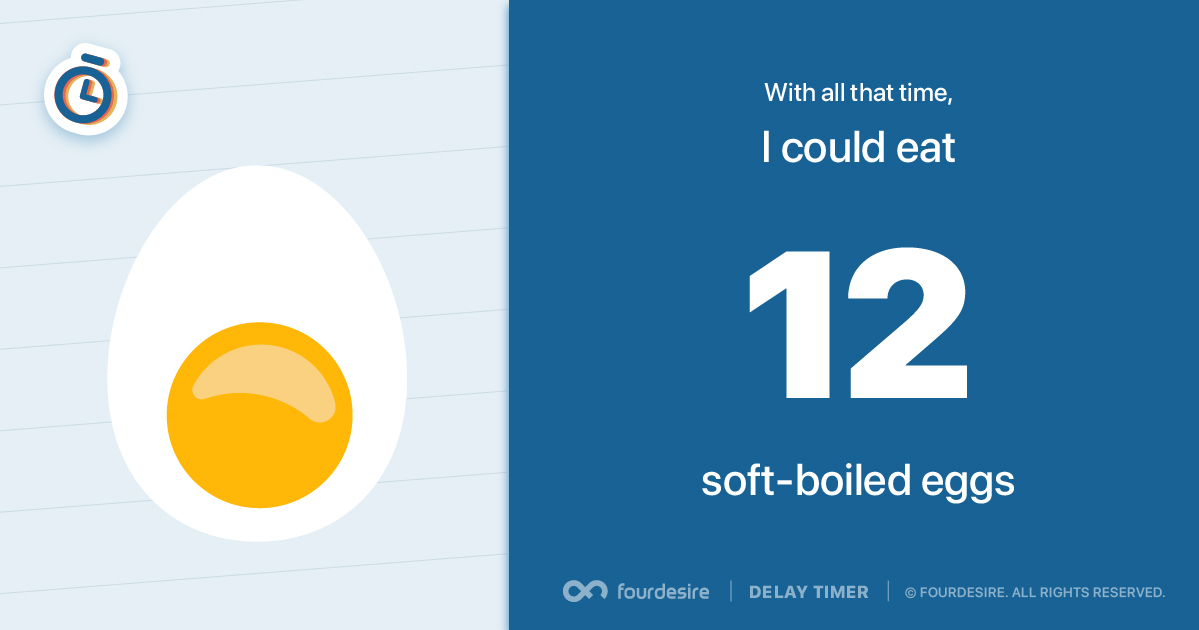 With all that time,
I could eat
12
soft-boiled eggs
fourdesire | DELAY TIMER | © FOURDESIRE. ALL RIGHTS RESERVED.